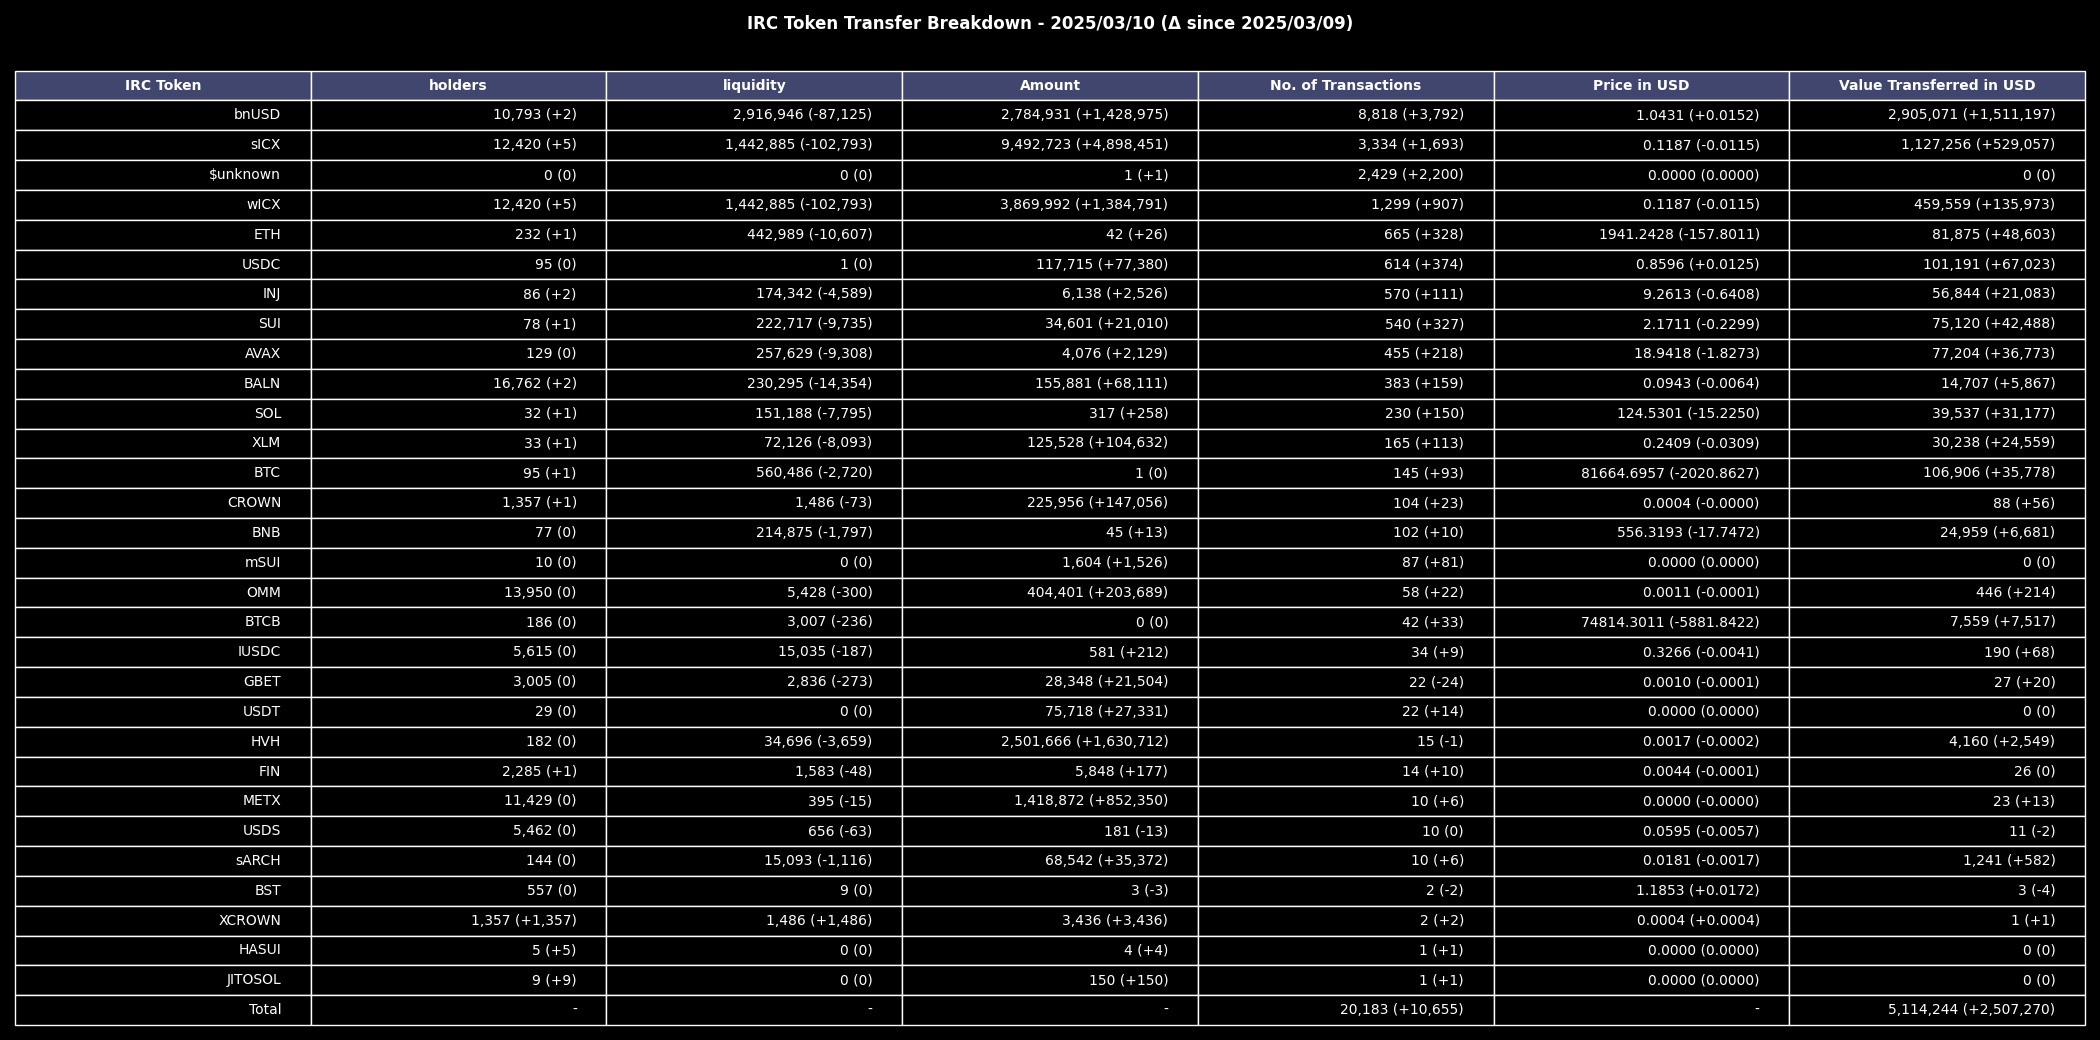 IRC Token Transfer Breakdown - 2025/03/10 (Δ since 2025/03/09)
IRC Token holders liquidity Amount No. of Transactions Price in USD Value Transferred in USD
bnUSD 10,793 (+2) 2,916,946 (-87,125) 2,784,931 (+1,428,975) 8,818 (+3,792) 1.0431 (+0.0152) 2,905,071 (+1,511,197)
sICX 12,420 (+5) 1,442,885 (-102,793) 9,492,723 (+4,898,451) 3,334 (+1,693) 0.1187 (-0.0115) 1,127,256 (+529,057)
$unknown 0 (0) 0 (0) 1 (+1) 2,429 (+2,200) 0.0000 (0.0000) 0 (0)
wICX 12,420 (+5) 1,442,885 (-102,793) 3,869,992 (+1,384,791) 1,299 (+907) 0.1187 (-0.0115) 459,559 (+135,973)
ETH 232 (+1) 442,989 (-10,607) 42 (+26) 665 (+328) 1941.2428 (-157.8011) 81,875 (+48,603)
USDC 95 (0) 1 (0) 117,715 (+77,380) 614 (+374) 0.8596 (+0.0125) 101,191 (+67,023)
INJ 86 (+2) 174,342 (-4,589) 6,138 (+2,526) 570 (+111) 9.2613 (-0.6408) 56,844 (+21,083)
SUI 78 (+1) 222,717 (-9,735) 34,601 (+21,010) 540 (+327) 2.1711 (-0.2299) 75,120 (+42,488)
AVAX 129 (0) 257,629 (-9,308) 4,076 (+2,129) 455 (+218) 18.9418 (-1.8273) 77,204 (+36,773)
BALN 16,762 (+2) 230,295 (-14,354) 155,881 (+68,111) 383 (+159) 0.0943 (-0.0064) 14,707 (+5,867)
SOL 32 (+1) 151,188 (-7,795) 317 (+258) 230 (+150) 124.5301 (-15.2250) 39,537 (+31,177)
XLM 33 (+1) 72,126 (-8,093) 125,528 (+104,632) 165 (+113) 0.2409 (-0.0309) 30,238 (+24,559)
BTC 95 (+1) 560,486 (-2,720) 1 (0) 145 (+93) 81664.6957 (-2020.8627) 106,906 (+35,778)
CROWN 1,357 (+1) 1,486 (-73) 225,956 (+147,056) 104 (+23) 0.0004 (-0.0000) 88 (+56)
BNB 77 (0) 214,875 (-1,797) 45 (+13) 102 (+10) 556.3193 (-17.7472) 24,959 (+6,681)
mSUI 10 (0) 0 (0) 1,604 (+1,526) 87 (+81) 0.0000 (0.0000) 0 (0)
OMM 13,950 (0) 5,428 (-300) 404,401 (+203,689) 58 (+22) 0.0011 (-0.0001) 446 (+214)
BTCB 186 (0) 3,007 (-236) 0 (0) 42 (+33) 74814.3011 (-5881.8422) 7,559 (+7,517)
IUSDC 5,615 (0) 15,035 (-187) 581 (+212) 34 (+9) 0.3266 (-0.0041) 190 (+68)
GBET 3,005 (0) 2,836 (-273) 28,348 (+21,504) 22 (-24) 0.0010 (-0.0001) 27 (+20)
USDT 29 (0) 0 (0) 75,718 (+27,331) 22 (+14) 0.0000 (0.0000) 0 (0)
HVH 182 (0) 34,696 (-3,659) 2,501,666 (+1,630,712) 15 (-1) 0.0017 (-0.0002) 4,160 (+2,549)
FIN 2,285 (+1) 1,583 (-48) 5,848 (+177) 14 (+10) 0.0044 (-0.0001) 26 (0)
METX 11,429 (0) 395 (-15) 1,418,872 (+852,350) 10 (+6) 0.0000 (-0.0000) 23 (+13)
USDS 5,462 (0) 656 (-63) 181 (-13) 10 (0) 0.0595 (-0.0057) 11 (-2)
sARCH 144 (0) 15,093 (-1,116) 68,542 (+35,372) 10 (+6) 0.0181 (-0.0017) 1,241 (+582)
BST 557 (0) 9 (0) 3 (-3) 2 (-2) 1.1853 (+0.0172) 3 (-4)
XCROWN 1,357 (+1,357) 1,486 (+1,486) 3,436 (+3,436) 2 (+2) 0.0004 (+0.0004) 1 (+1)
HASUI 5 (+5) 0 (0) 4 (+4) 1 (+1) 0.0000 (0.0000) 0 (0)
JITOSOL 9 (+9) 0 (0) 150 (+150) 1 (+1) 0.0000 (0.0000) 0 (0)
Total - - - 20,183 (+10,655) - 5,114,244 (+2,507,270)